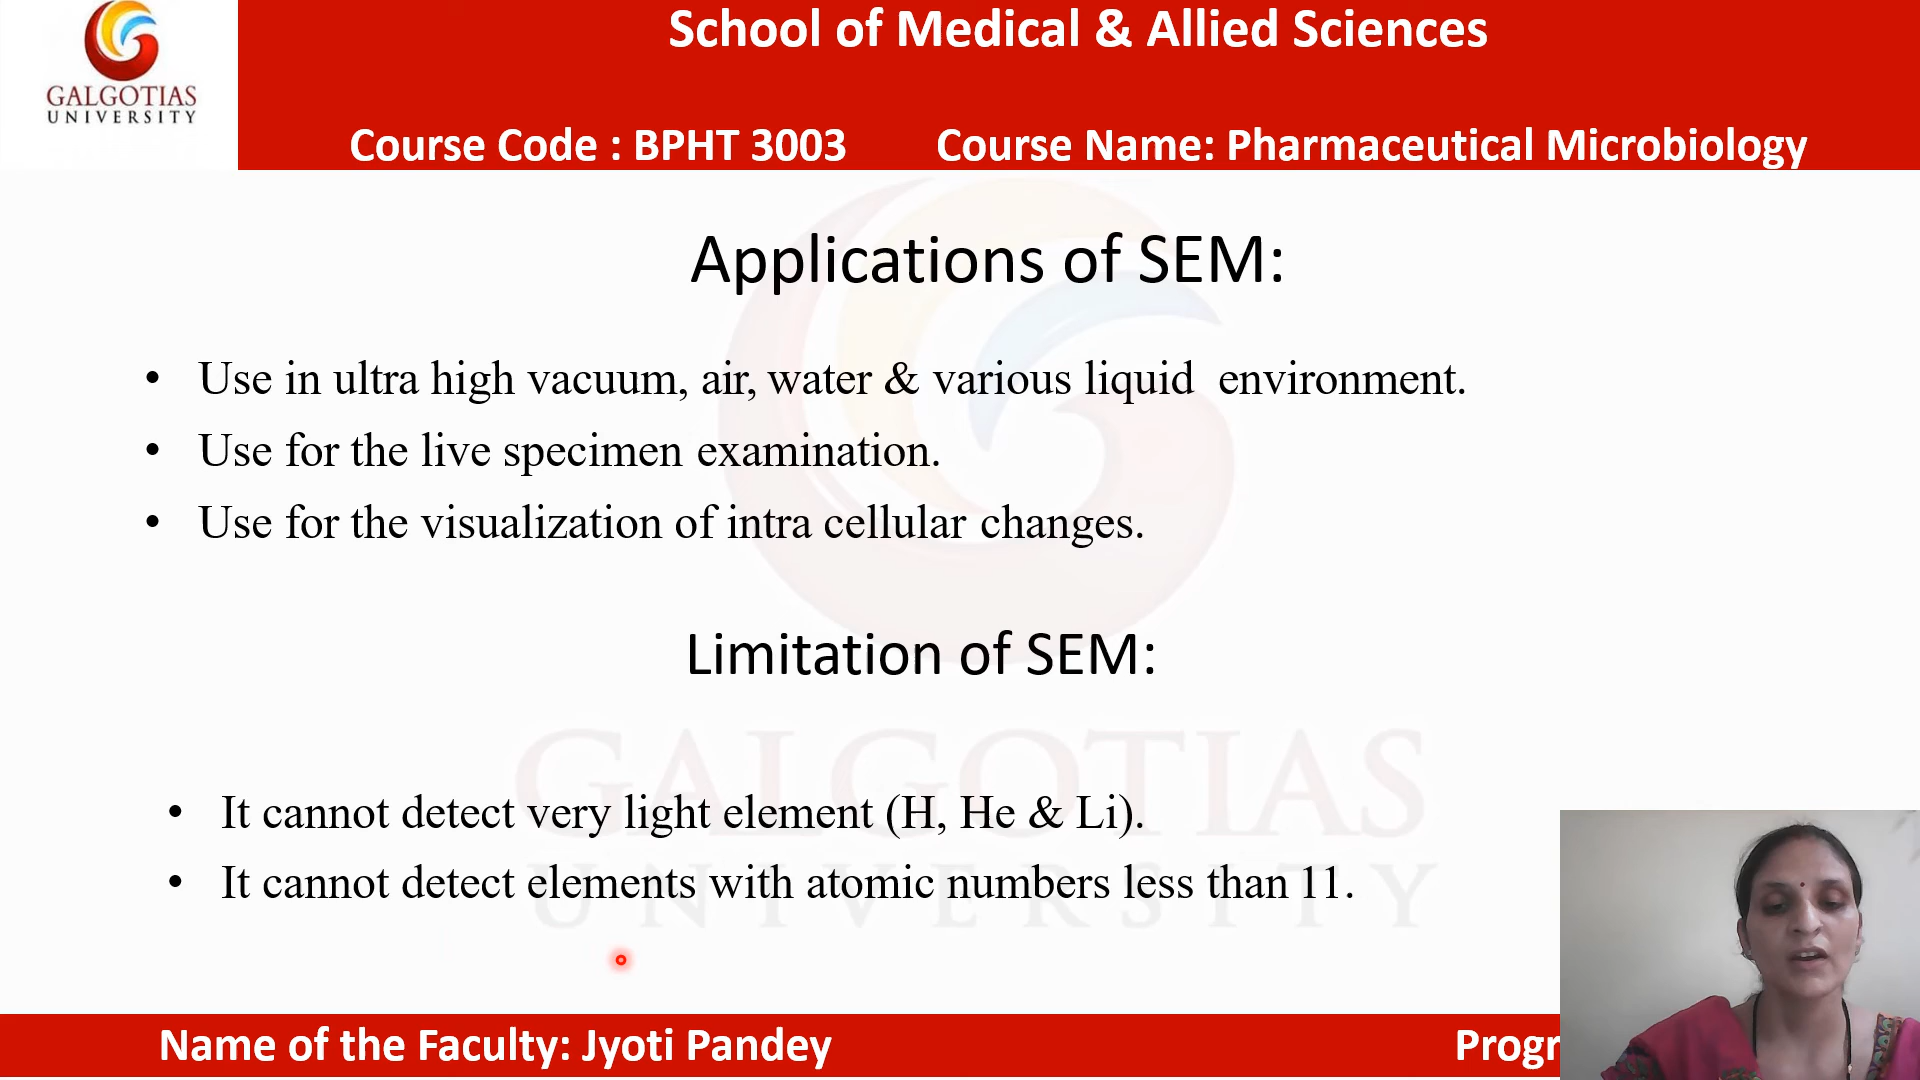 GALGOTIAS
UNIVERSITY
School of Medical & Allied Sciences
Course Code : BPHT 3003 Course Name: Pharmaceutical Microbiology
Applications of SEM:
• Use in ultra high vacuum, air, water & various liquid environment.
• Use for the live specimen examination.
• Use for the visualization of intra cellular changes.
Limitation of SEM:
GALGOTIAS
UNIVERSITY
• It cannot detect very light element (H, He & Li).
• It cannot detect elements with atomic numbers less than 11.
Name of the Faculty: Jyoti Pandey